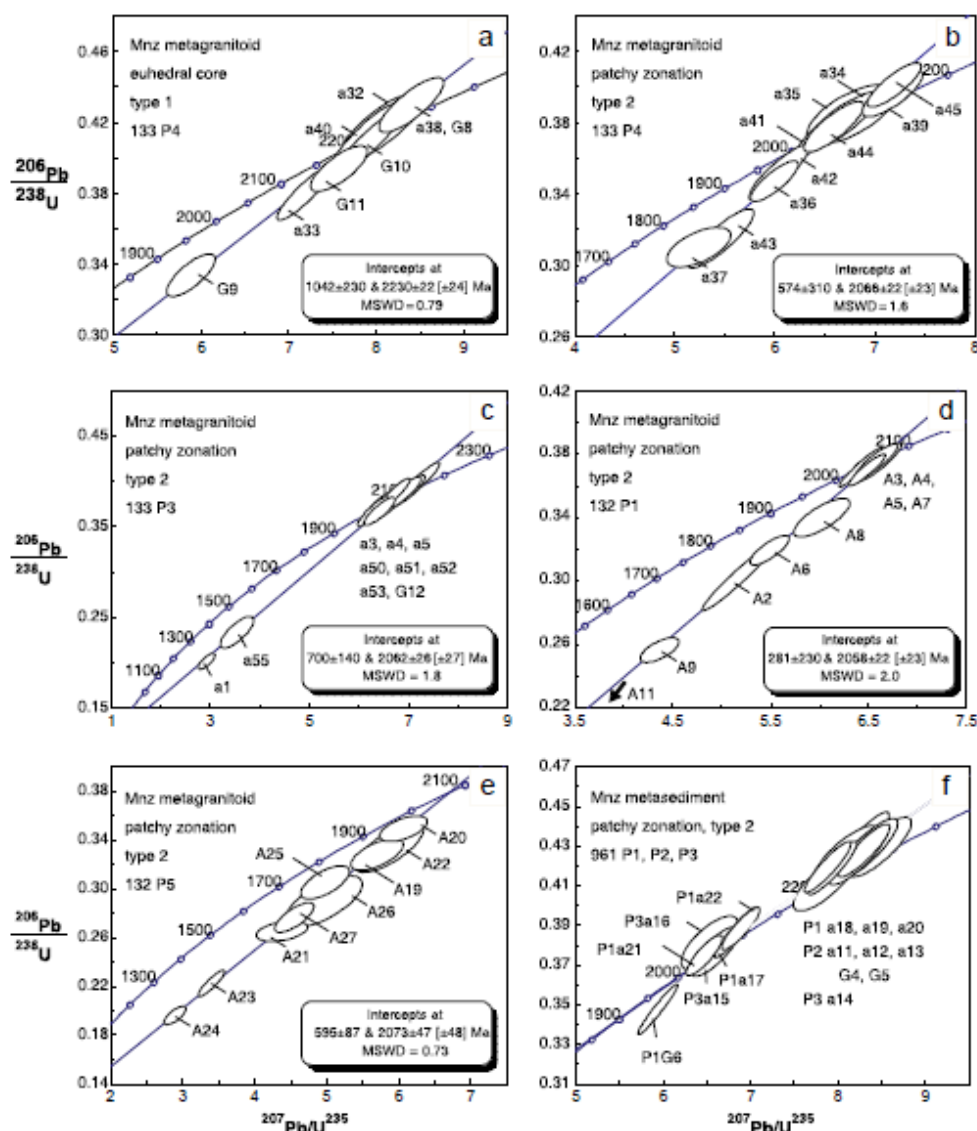 a
Mnz metagranitoid
euhedral core
type 1
133 P4
0.46
0.42
0.38
0.34
0.30
206Pb
238U
1900
2000
2100
220
a32
a40
a38, G8
G10
G11
a33
G9
Intercepts at
1042±230 & 2230±22 [±24] Ma
MSWD = 0.79
5
6
7
8
9
b
Mnz metagranitoid
patchy zonation
type 2
133 P4
0.42
0.38
0.34
0.30
0.26
1700
1800
1900
2000
200
a34
a35
a45
a41
a39
a44
a42
a36
a43
a37
Intercepts at
574±310 & 2066±22 [±23] Ma
MSWD = 1.6
4
5
6
7
8
c
Mnz metagranitoid
patchy zonation
type 2
133 P3
0.45
0.35
0.25
0.15
206Pb
238U
1100
1300
1500
1700
1900
210
2300
a3, a4, a5
a50, a51, a52
a53, G12
a55
a1
Intercepts at
700±140 & 2062±26 [±27] Ma
MSWD = 1.8
1
3
5
7
9
d
Mnz metagranitoid
patchy zonation
type 2
132 P1
0.42
0.38
0.34
0.30
0.26
0.22
1600
1700
1800
1900
2000
2100
A3, A4,
A5, A7
A8
A6
A2
A9
A11
Intercepts at
281±230 & 2058±22 [±23] Ma
MSWD = 2.0
3.5
4.5
5.5
6.5
7.5
e
Mnz metagranitoid
patchy zonation
type 2
132 P5
0.38
0.34
0.30
0.26
0.22
0.18
0.14
206Pb
238U
1300
1500
1700
1900
2100
A20
A25
A22
A19
A26
A27
A21
A23
A24
Intercepts at
595±87 & 2073±47 [±48] Ma
MSWD = 0.73
2
3
4
5
6
7
207Pb/U235
f
Mnz metasediment
patchy zonation, type 2
961 P1, P2, P3
0.47
0.45
0.43
0.41
0.39
0.37
0.35
0.33
0.31
1900
2000
220
P1a22
P3a16
P1a21
P1a17
P3a15
P1G6
P1 a18, a19, a20
P2 a11, a12, a13
G4, G5
P3 a14
5
6
7
8
9
207Pb/U235